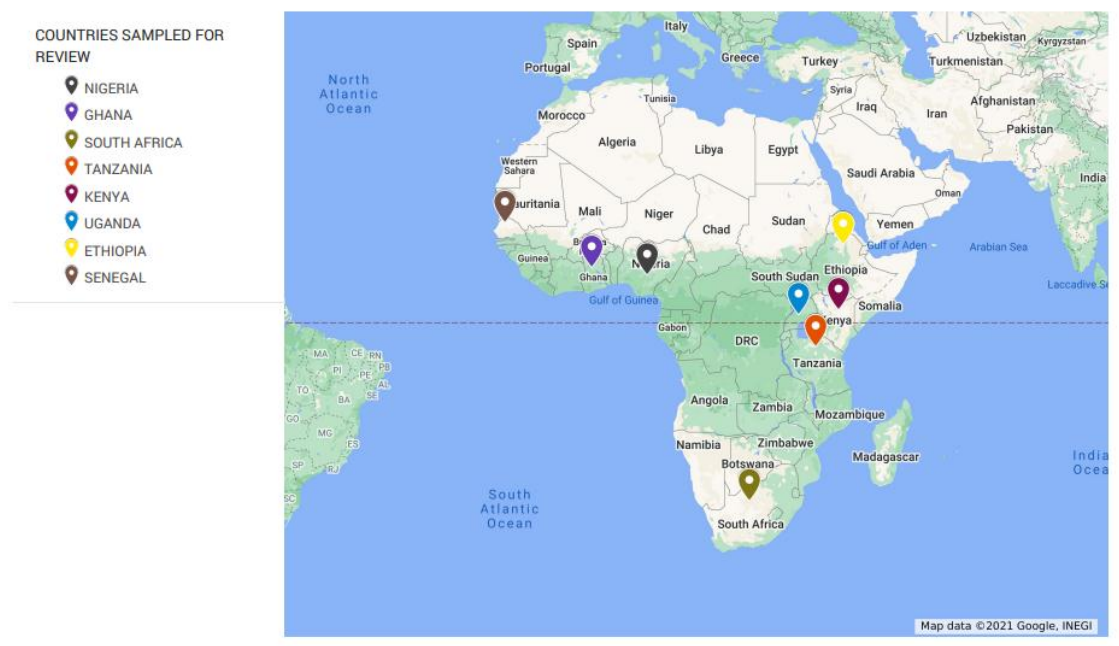 COUNTRIES SAMPLED FOR
REVIEW
NIGERIA
GHANA
SOUTH AFRICA
TANZANIA
KENYA
UGANDA
ETHIOPIA
SENEGAL
Italy
Spain
Portugal
Greece
Turkey
Uzbekistan
Kyrgyzstan
Turkmenistan
North
Atlantic
Ocean
Syria
Tunisia
Morocco
Iraq
Iran
Afghanistan
Pakistan
Algeria
Libya
Egypt
Western
Sahara
Saudi Arabia
India
Oman
uritania
Mali
Niger
Chad
Sudan
Yemen
Gulf of Aden
Arabian Sea
Guinea
Ghana
South Sudan
Ethiopia
Laccadive Se
Gulf of Guinea
Somalia
enya
Gabon
DRC
Tanzania
MA
CE
RN
PB
PI
PE
AL
TO
SE
BA
GO
MG
ES
SP
RJ
SC
Angola
Zambia
Mozambique
Namibia
Zimbabwe
Madagascar
Botswana
India
Ocea
South
Atlantic
Ocean
South Africa
Map data ©2021 Google, INEGI